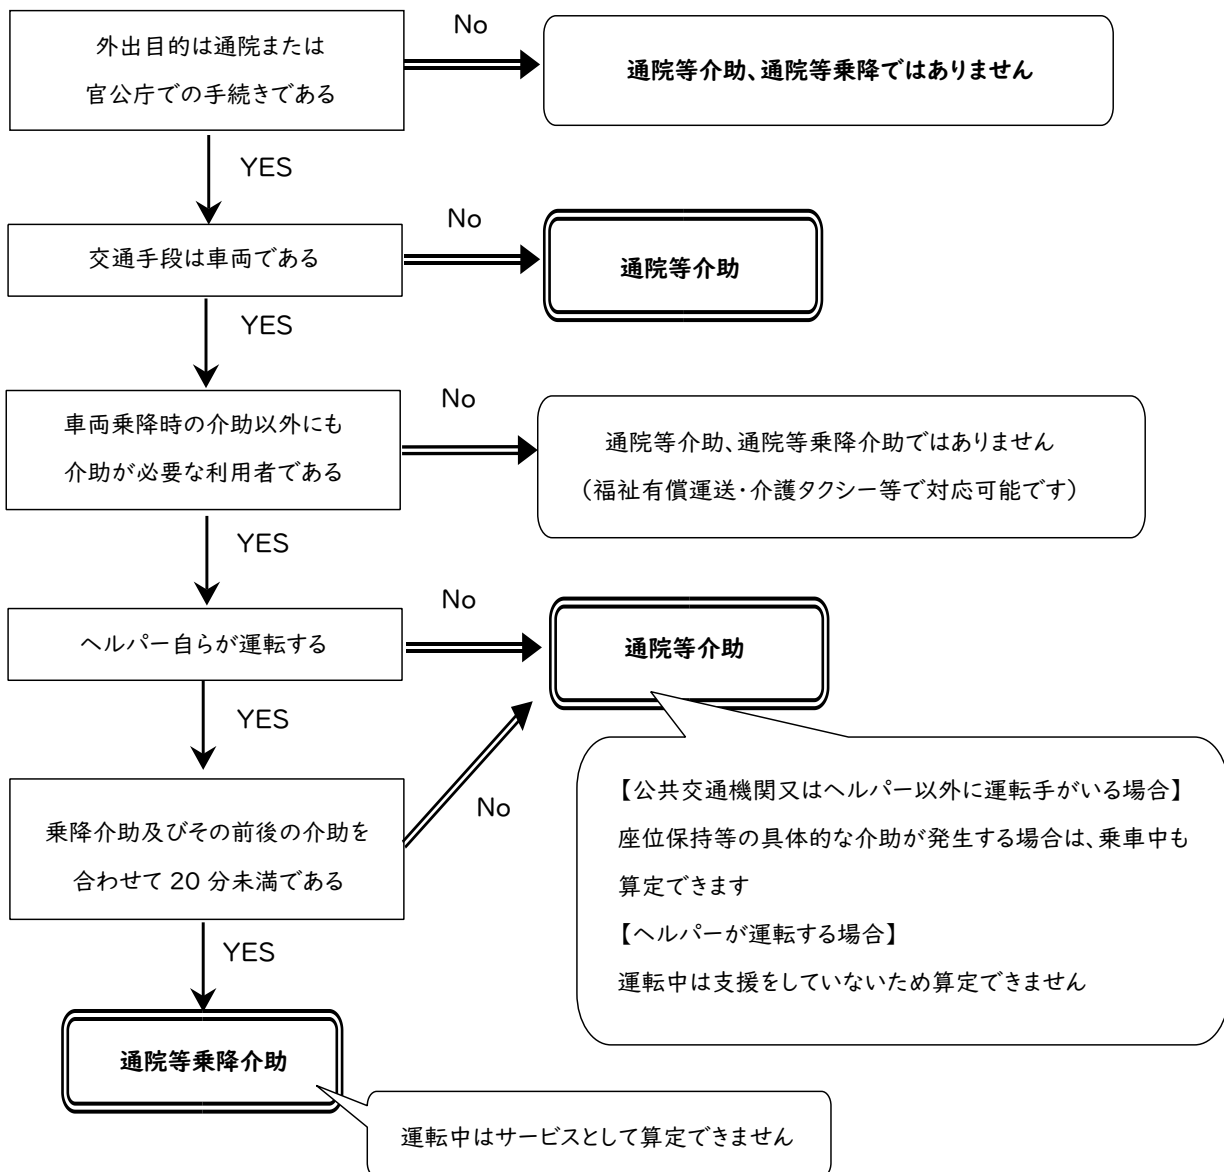 外出目的は通院または
官公庁での手続きである
No
通院等介助、通院等乗降ではありません
YES
交通手段は車両である
No
通院等介助
YES
車両乗降時の介助以外にも
介助が必要な利用者である
No
通院等介助、通院等乗降介助ではありません
（福祉有償運送・介護タクシー等で対応可能です）
YES
ヘルパー自らが運転する
No
通院等介助
YES
乗降介助及びその前後の介助を
合わせて 20 分未満である
No
【公共交通機関又はヘルパー以外に運転手がいる場合】
座位保持等の具体的な介助が発生する場合は、乗車中も
算定できます
【ヘルパーが運転する場合】
運転中は支援をしていないため算定できません
YES
通院等乗降介助
運転中はサービスとして算定できません